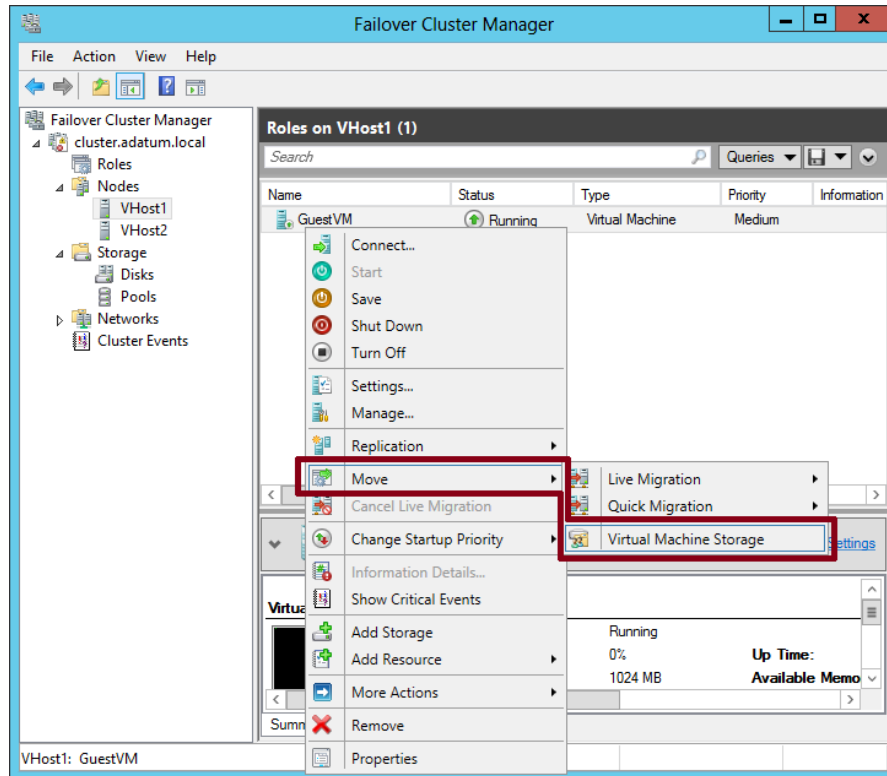 Failover Cluster Manager
File Action View Help
Failover Cluster Manager
cluster.adatum.local
Roles
Nodes
VHost1
VHost2
Storage
Disks
Pools
Networks
Cluster Events
Roles on VHost1 (1)
Search
Queries
Name Status Type Priority Information
GuestVM Running Virtual Machine Medium
Connect...
Start
Save
Shut Down
Turn Off
Settings...
Manage...
Replication
Move
Cancel Live Migration
Change Startup Priority
Information Details...
Show Critical Events
Add Storage
Add Resource
More Actions
Remove
Properties
Live Migration
Quick Migration
Virtual Machine Storage
Settings
Running
0% Up Time:
1024 MB Available Memo
VHost1: GuestVM